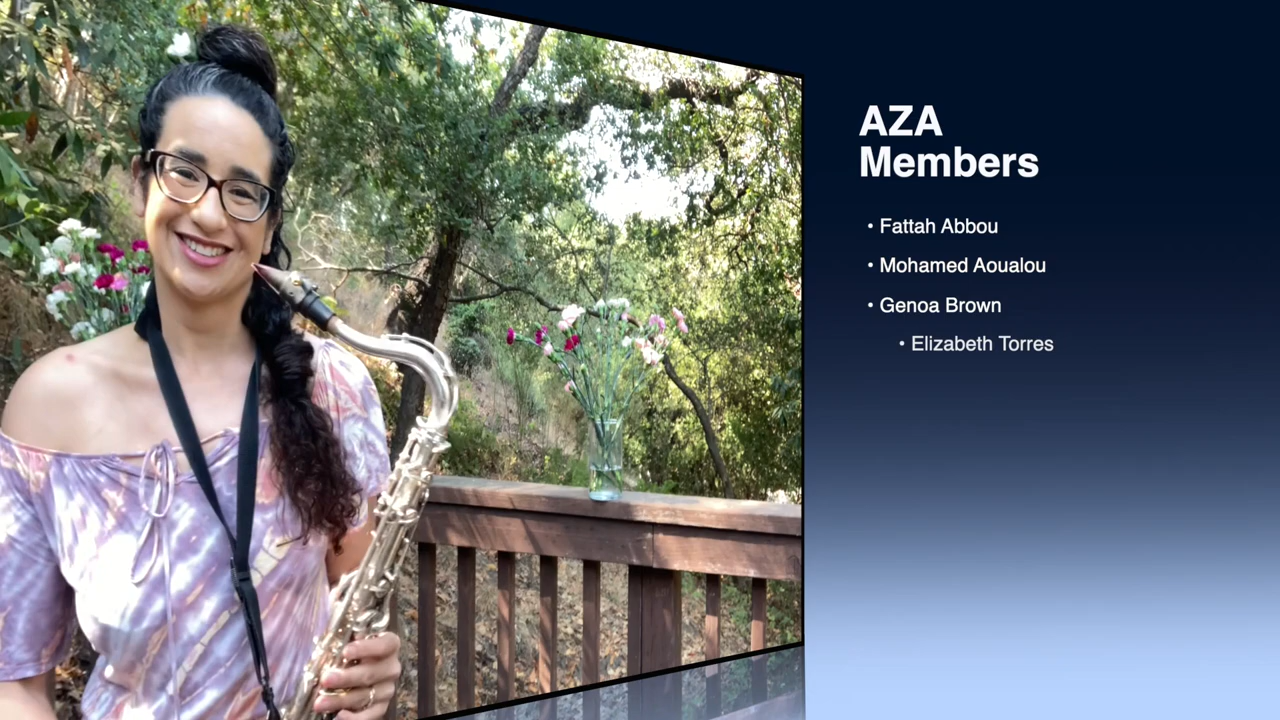 AZA
Members
• Fattah Abbou
• Mohamed Aoualou
• Genoa Brown
• Elizabeth Torres